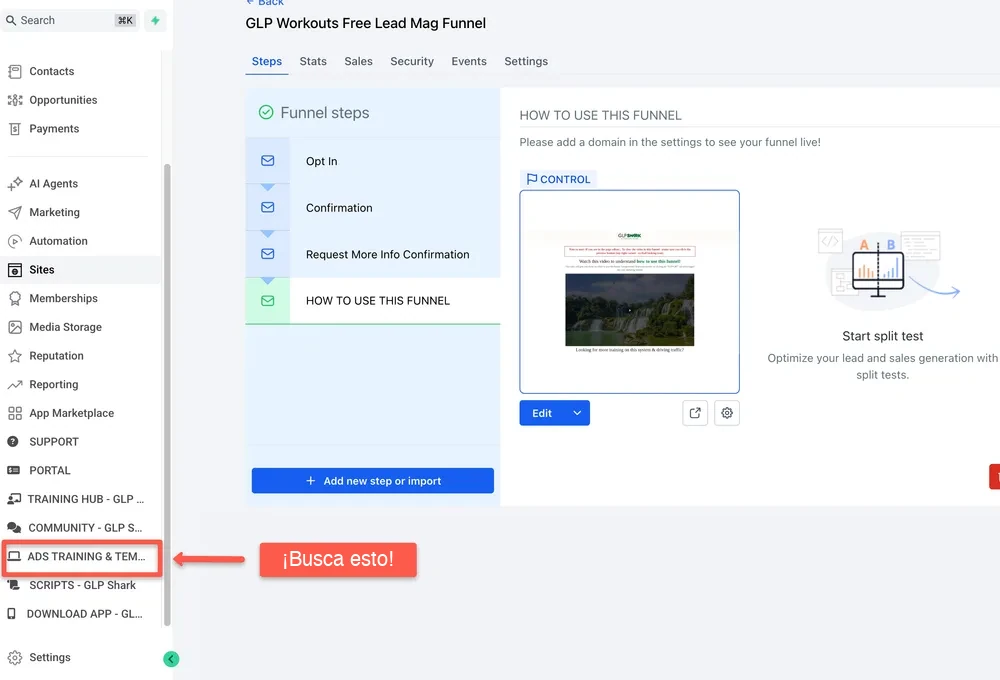 Search
⌘K
Contacts
Opportunities
Payments
AI Agents
Marketing
Automation
Sites
Memberships
Media Storage
Reputation
Reporting
App Marketplace
SUPPORT
PORTAL
TRAINING HUB - GLP ...
COMMUNITY - GLP S...
ADS TRAINING & TEM...
SCRIPTS - GLP Shark
DOWNLOAD APP - GL...
Settings
← Back
GLP Workouts Free Lead Mag Funnel
Steps Stats Sales Security Events Settings
Funnel steps
Opt In
Confirmation
Request More Info Confirmation
HOW TO USE THIS FUNNEL
+ Add new step or import
HOW TO USE THIS FUNNEL
Please add a domain in the settings to see your funnel live!
CONTROL
GLPSHARK
Watch this video to understand how to use this funnel!
Looking for more training on this system & driving traffic?
Edit
A B
Start split test
Optimize your lead and sales generation with
split tests.
¡Busca esto!